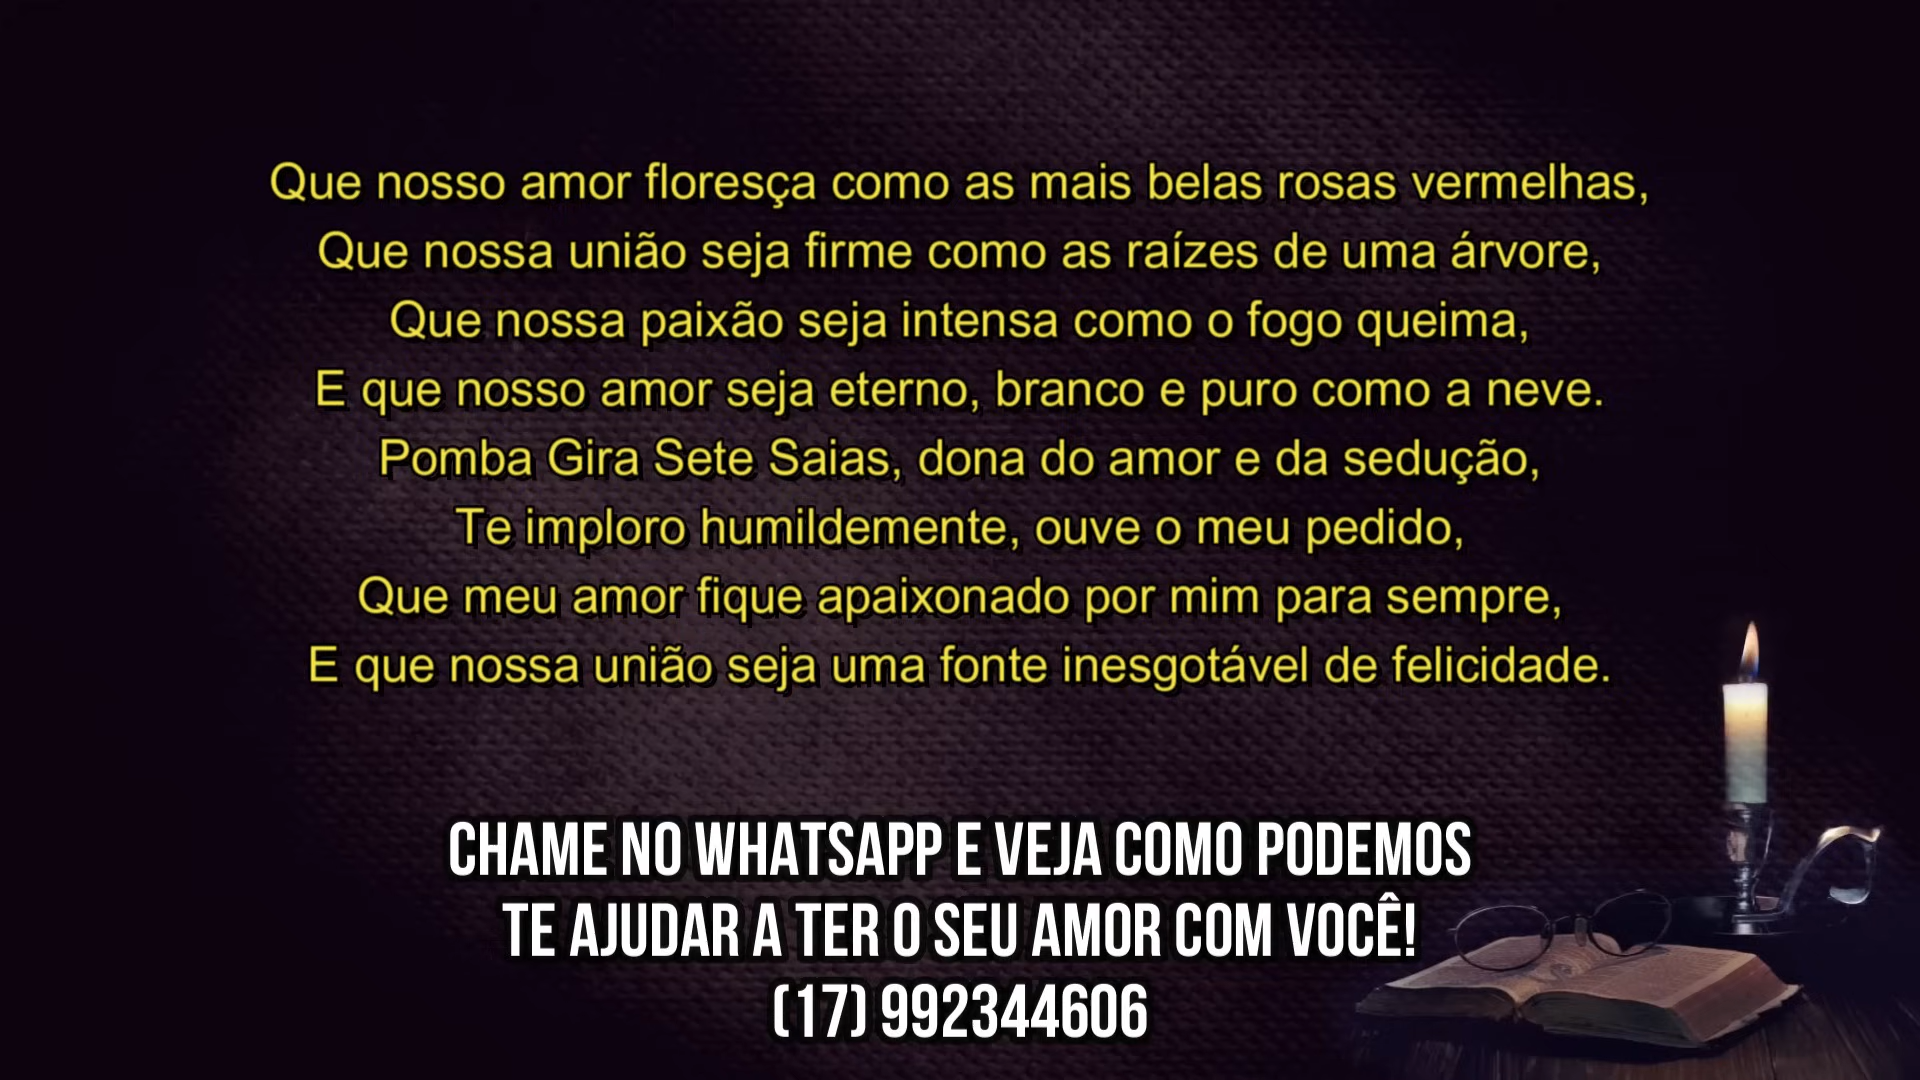 Que nosso amor floresça como as mais belas rosas vermelhas,
Que nossa união seja firme como as raízes de uma árvore,
Que nossa paixão seja intensa como o fogo queima,
E que nosso amor seja eterno, branco e puro como a neve.
Pomba Gira Sete Saias, dona do amor e da sedução,
Te imploro humildemente, ouve o meu pedido,
Que meu amor fique apaixonado por mim para sempre,
E que nossa união seja uma fonte inesgotável de felicidade.
CHAME NO WHATSAPP E VEJA COMO PODEMOS
TE AJUDAR A TER O SEU AMOR COM VOCÊ!
(17) 992344606